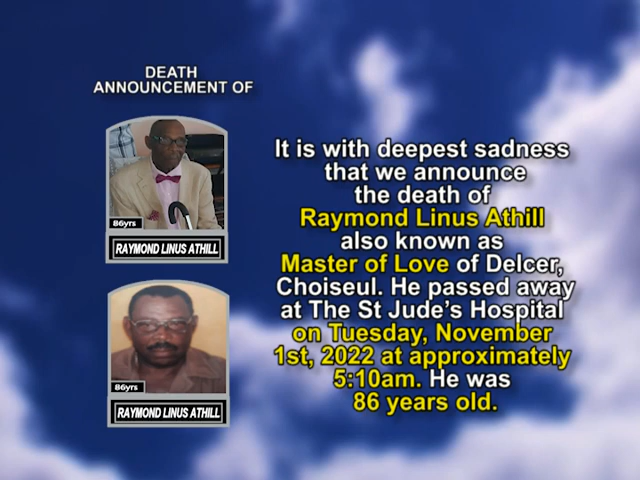 DEATH
ANNOUNCEMENT OF
86yrs
RAYMOND LINUS ATHILL
86yrs
RAYMOND LINUS ATHILL
It is with deepest sadness
that we announce
the death of
Raymond Linus Athill
also known as
Master of Love of Delcer,
Choiseul. He passed away
at The St Jude's Hospital
on Tuesday, November
1st, 2022 at approximately
5:10am. He was
86 years old.